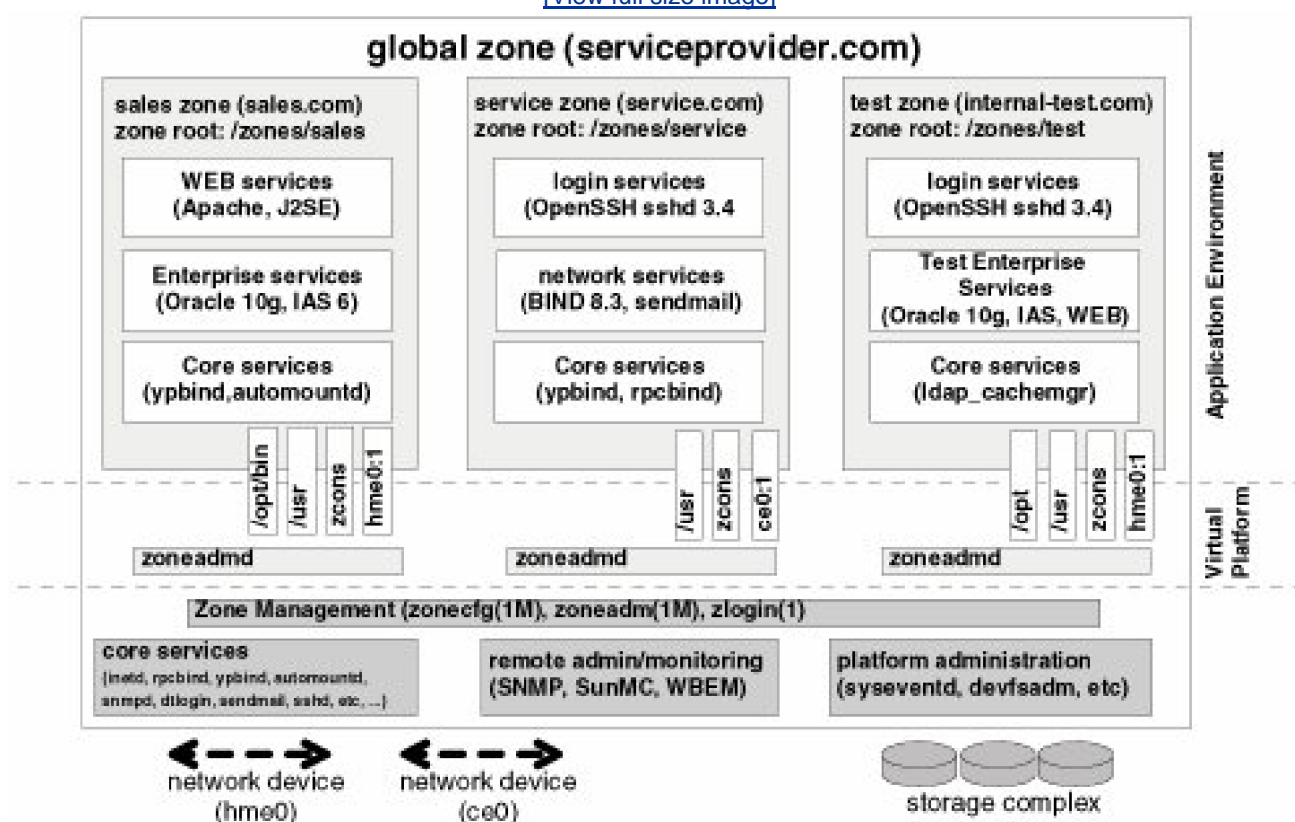 [View full size image]
global zone (serviceprovider.com)
sales zone (sales.com)
zone root: /zones/sales
WEB services
(Apache, J2SE)
Enterprise services
(Oracle 10g, IAS 6)
Core services
(ypbind,automountd)
/opt/bin
/usr
zcons
hme0:1
zoneadmd
service zone (service.com)
zone root: /zones/service
login services
(OpenSSH sshd 3.4
network services
(BIND 8.3, sendmail)
Core services
(ypbind, rpcbind)
/usr
zcons
ce0:1
zoneadmd
test zone (internal-test.com)
zone root: /zones/test
login services
(OpenSSH sshd 3.4)
Test Enterprise
Services
(Oracle 10g, IAS, WEB)
Core services
(ldap_cachemgr)
/opt
/usr
zcons
hme0:1
zoneadmd
Application Environment
Virtual
Platform
Zone Management (zonecfg(1M), zoneadm(1M), zlogin(1)
core services
(inetd, rpcbind, ypbind, automountd,
snmpd, dtlogin, sendmail, sshd, etc, ...)
remote admin/monitoring
(SNMP, SunMC, WBEM)
platform administration
(syseventd, devfsadm, etc)
network device
(hme0)
network device
(ce0)
storage complex